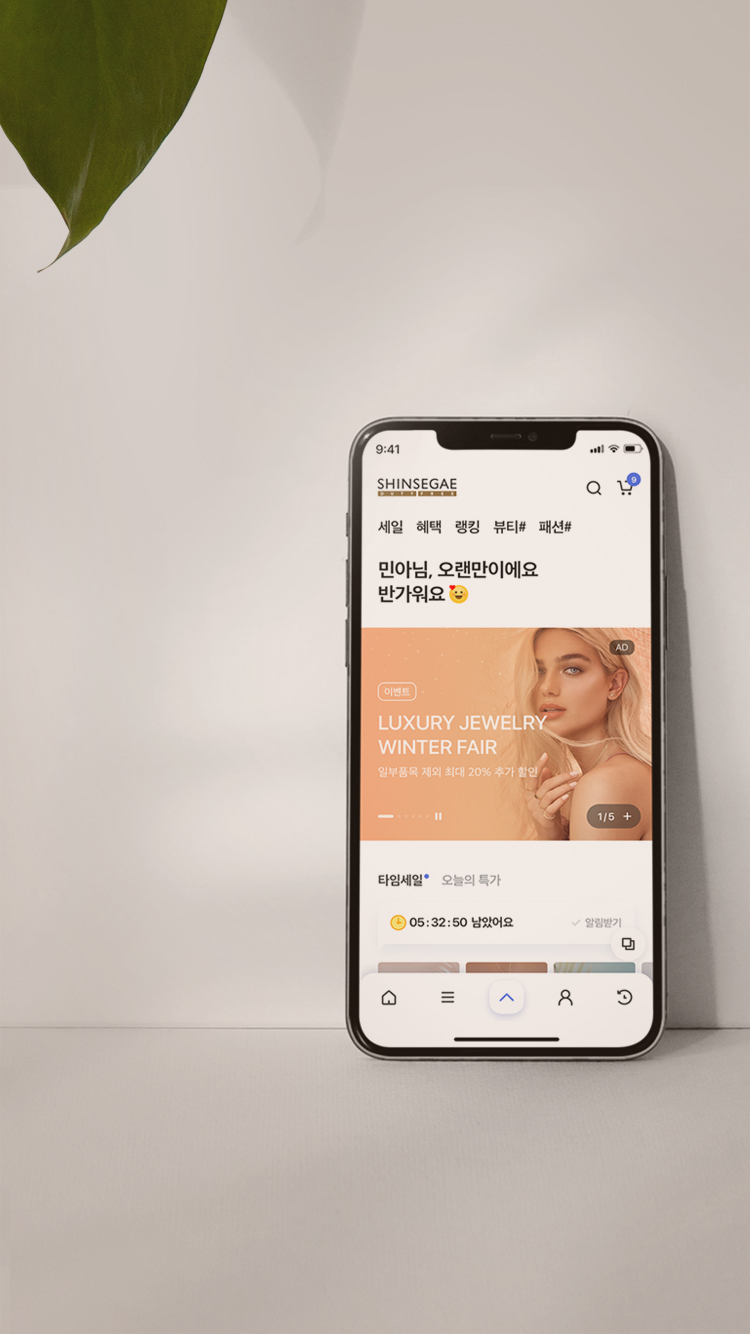 9:41
SHINSEGAE
DUTY FREE
9
세일 혜택 랭킹 뷰티# 패션#
민아님, 오랜만이에요
반가워요
AD
이벤트
LUXURY JEWELRY
WINTER FAIR
일부품목 제외 최대 20% 추가 할인
1/5 +
타임세일 오늘의 특가
05:32:50 남았어요 알림받기